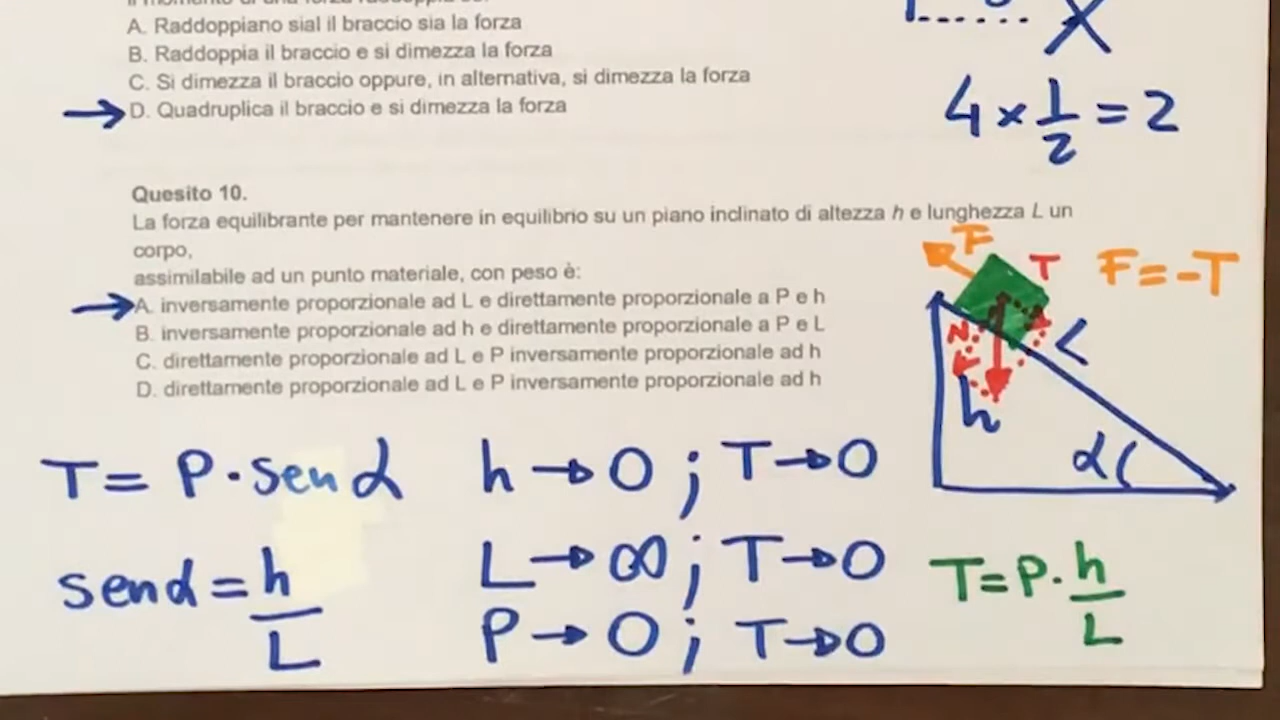 A. Raddoppiano sial il braccio sia la forza
B. Raddoppia il braccio e si dimezza la forza
C. Si dimezza il braccio oppure, in alternativa, si dimezza la forza
D. Quadruplica il braccio e si dimezza la forza
4 × 1/2 = 2
Quesito 10.
La forza equilibrante per mantenere in equilibrio su un piano inclinato di altezza h e lunghezza L un
corpo,
assimilabile ad un punto materiale, con peso è:
A. inversamente proporzionale ad L e direttamente proporzionale a P e h
B. inversamente proporzionale ad h e direttamente proporzionale a P e L
C. direttamente proporzionale ad L e P inversamente proporzionale ad h
D. direttamente proporzionale ad L e P inversamente proporzionale ad h
F
T
F=-T
N
L
h
α
T= P·senα
h→0; T→0
senα = h/L
L→∞; T→0
P→0; T→0
T=P·h/L